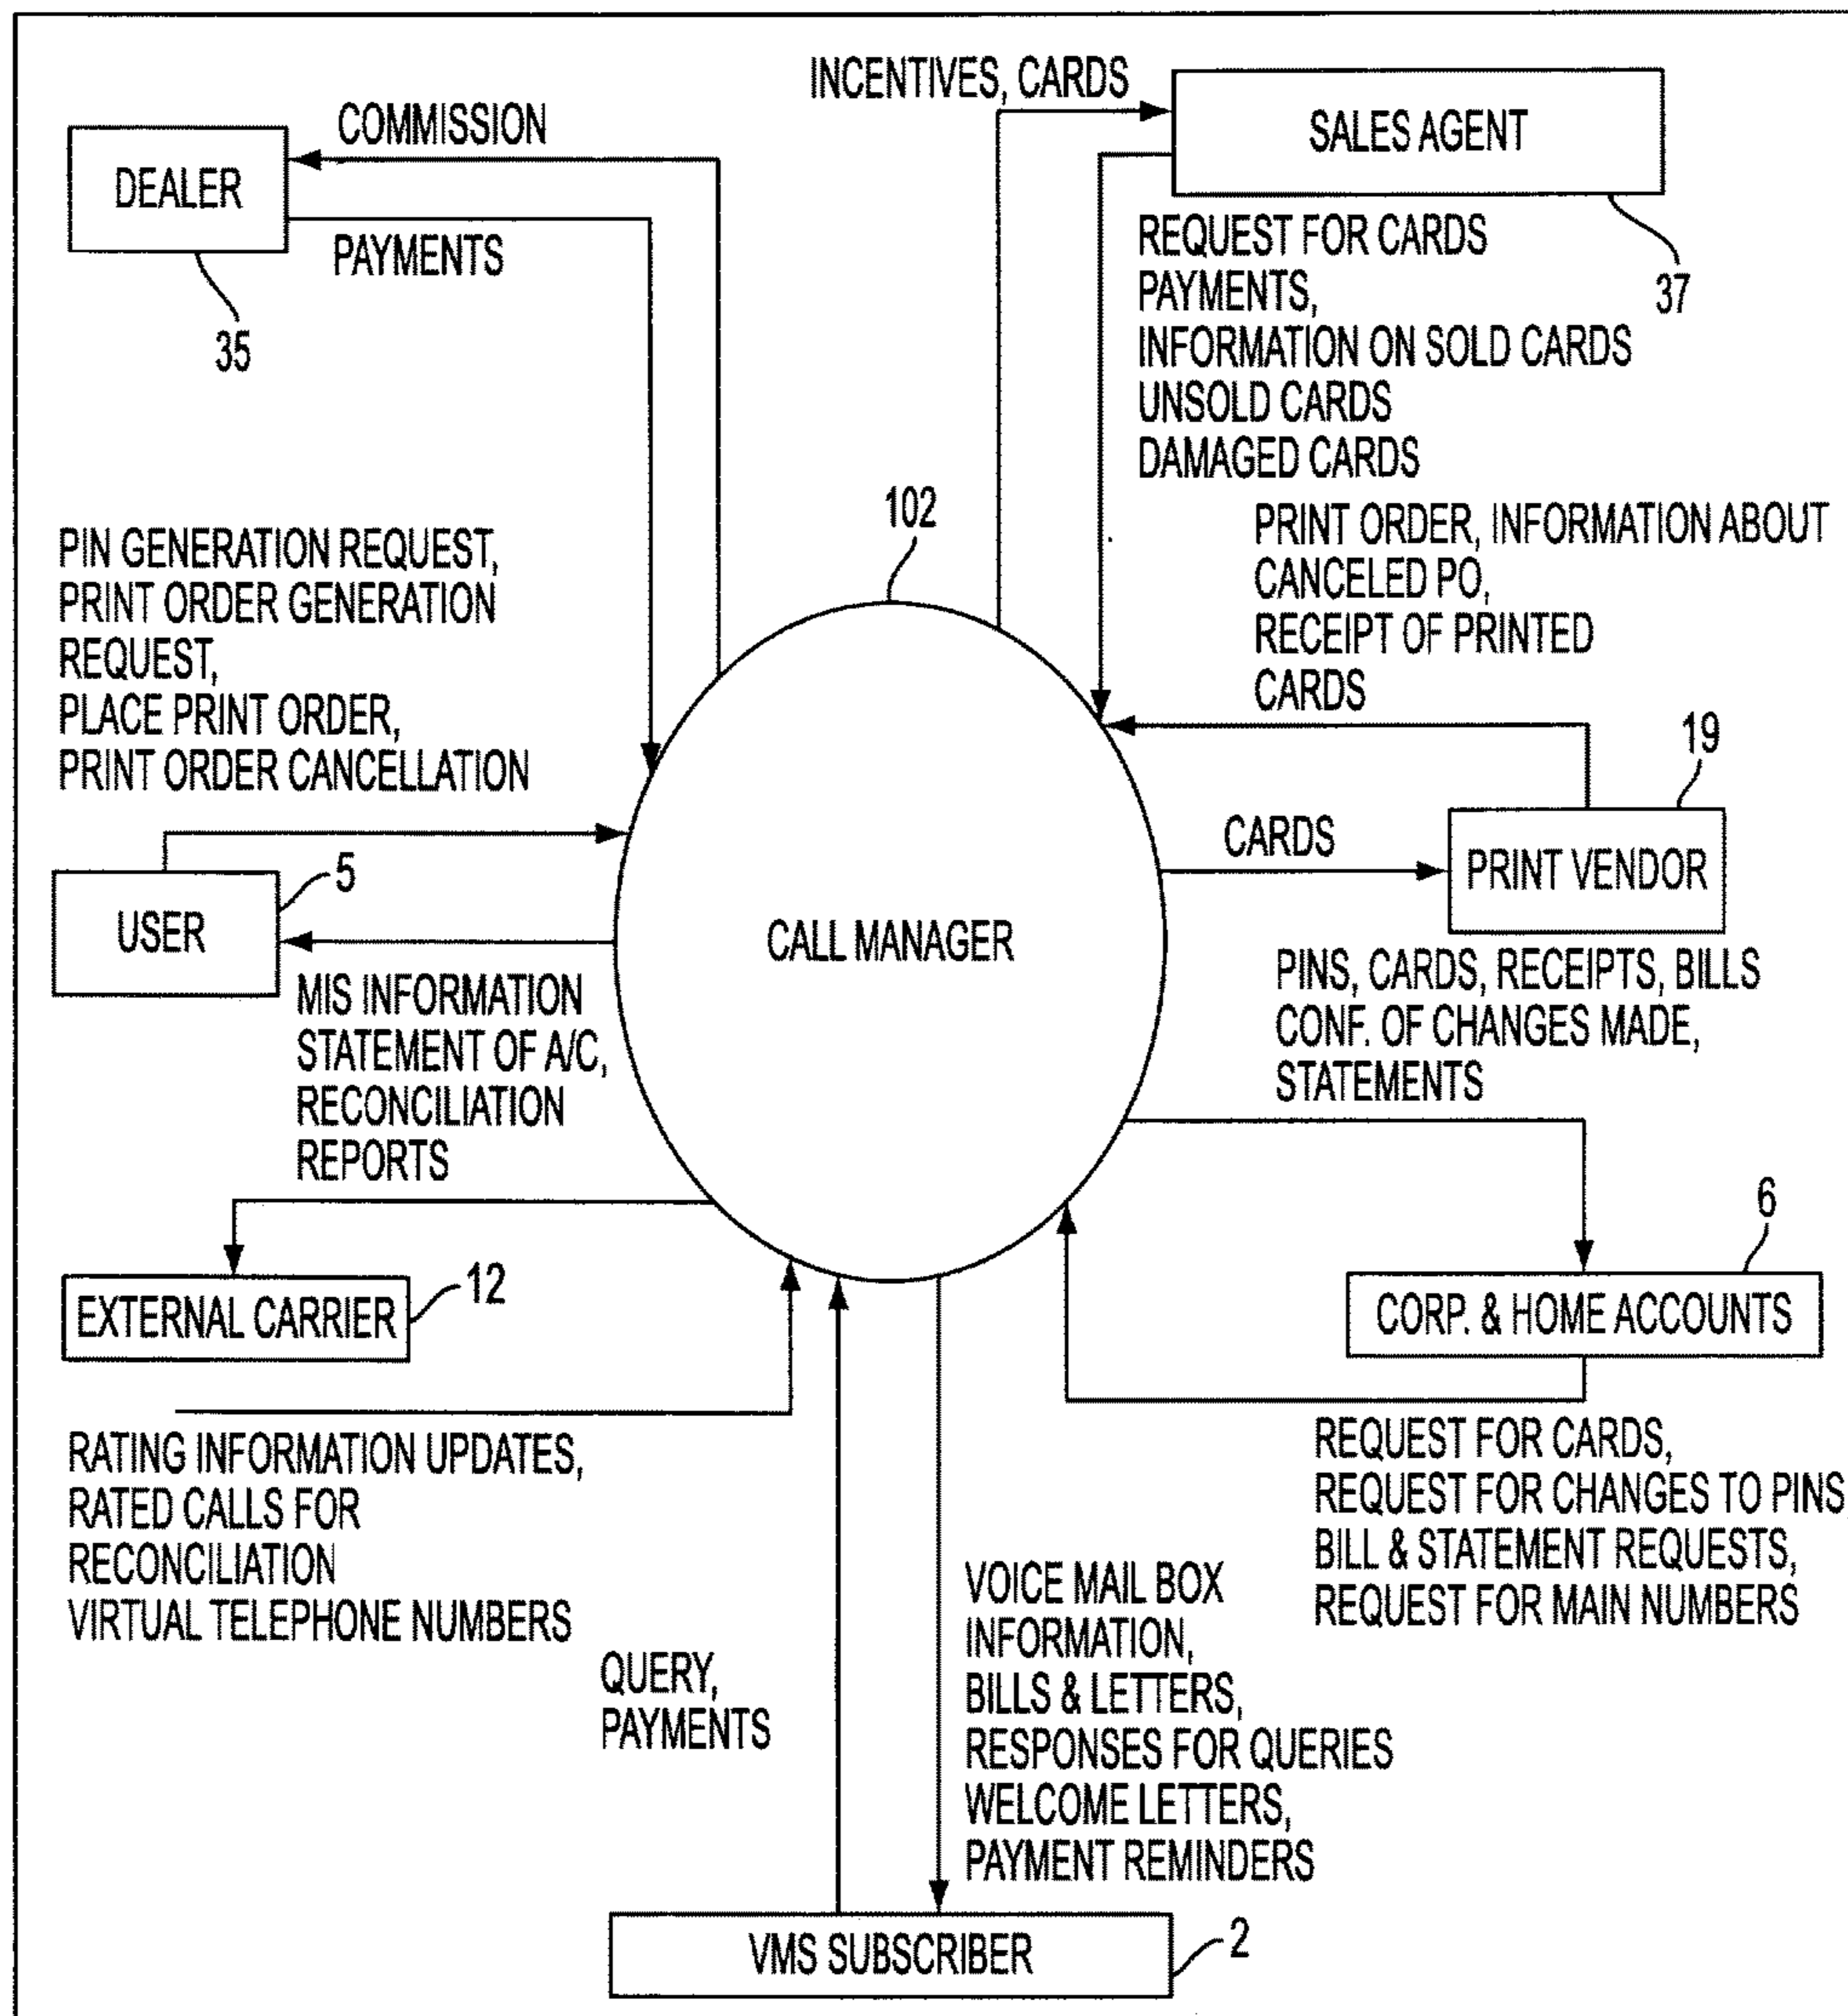 INCENTIVES, CARDS
SALES AGENT
37
COMMISSION
DEALER
PAYMENTS
35
REQUEST FOR CARDS
PAYMENTS,
INFORMATION ON SOLD CARDS
UNSOLD CARDS
DAMAGED CARDS
102
PRINT ORDER, INFORMATION ABOUT
CANCELED PO,
RECEIPT OF PRINTED
CARDS
PIN GENERATION REQUEST,
PRINT ORDER GENERATION
REQUEST,
PLACE PRINT ORDER,
PRINT ORDER CANCELLATION
19
CARDS
PRINT VENDOR
5
USER
CALL MANAGER
MIS INFORMATION
STATEMENT OF A/C,
RECONCILIATION
REPORTS
PINS, CARDS, RECEIPTS, BILLS
CONF. OF CHANGES MADE,
STATEMENTS
6
EXTERNAL CARRIER
12
CORP. & HOME ACCOUNTS
RATING INFORMATION UPDATES,
RATED CALLS FOR
RECONCILIATION
VIRTUAL TELEPHONE NUMBERS
REQUEST FOR CARDS,
REQUEST FOR CHANGES TO PINS,
BILL & STATEMENT REQUESTS,
REQUEST FOR MAIN NUMBERS
QUERY,
PAYMENTS
VOICE MAIL BOX
INFORMATION,
BILLS & LETTERS,
RESPONSES FOR QUERIES
WELCOME LETTERS,
PAYMENT REMINDERS
VMS SUBSCRIBER
2